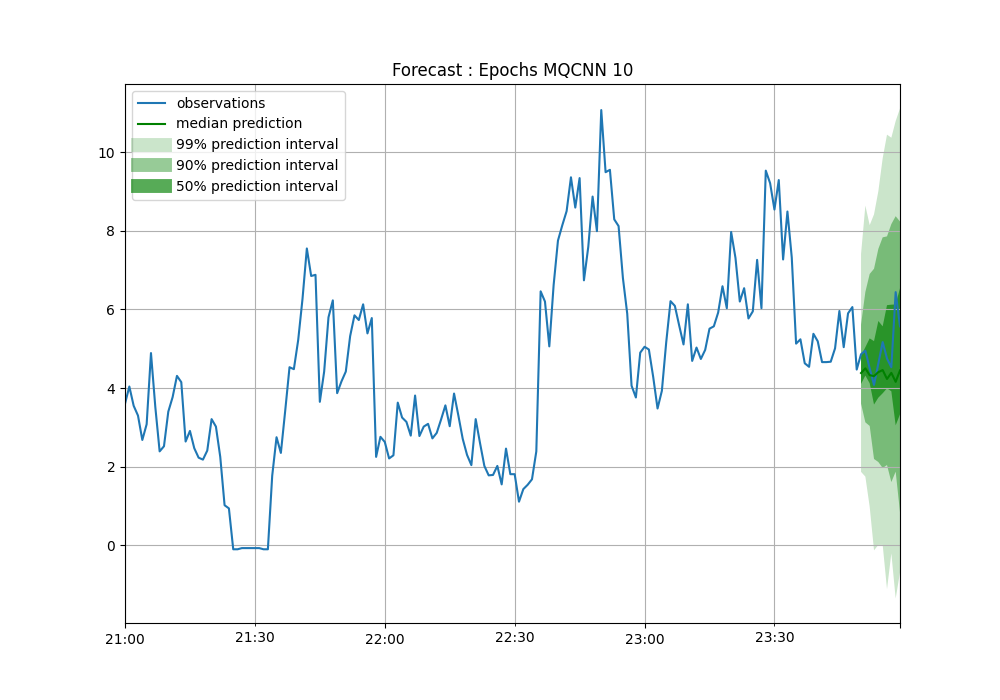 Forecast : Epochs MQCNN 10
observations
median prediction
99% prediction interval
90% prediction interval
50% prediction interval
10
8
6
4
2
0
21:00
21:30
22:00
22:30
23:00
23:30